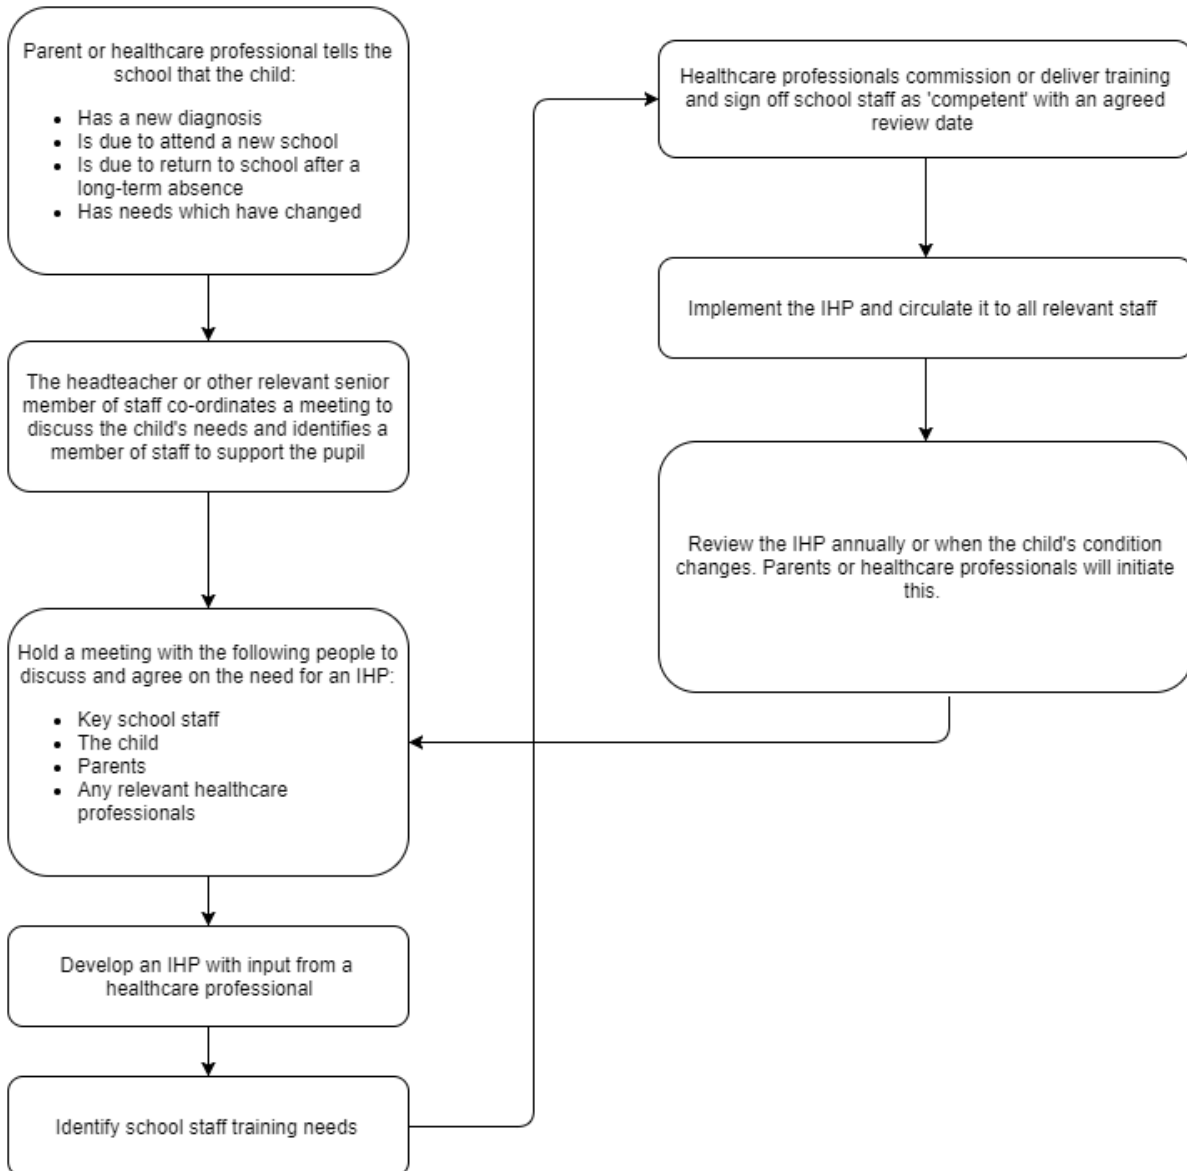 Parent or healthcare professional tells the
school that the child:
• Has a new diagnosis
• Is due to attend a new school
• Is due to return to school after a
long-term absence
• Has needs which have changed
The headteacher or other relevant senior
member of staff co-ordinates a meeting to
discuss the child's needs and identifies a
member of staff to support the pupil
Hold a meeting with the following people to
discuss and agree on the need for an IHP:
• Key school staff
• The child
• Parents
• Any relevant healthcare
professionals
Develop an IHP with input from a
healthcare professional
Identify school staff training needs
Healthcare professionals commission or deliver training
and sign off school staff as 'competent' with an agreed
review date
Implement the IHP and circulate it to all relevant staff
Review the IHP annually or when the child's condition
changes. Parents or healthcare professionals will initiate
this.